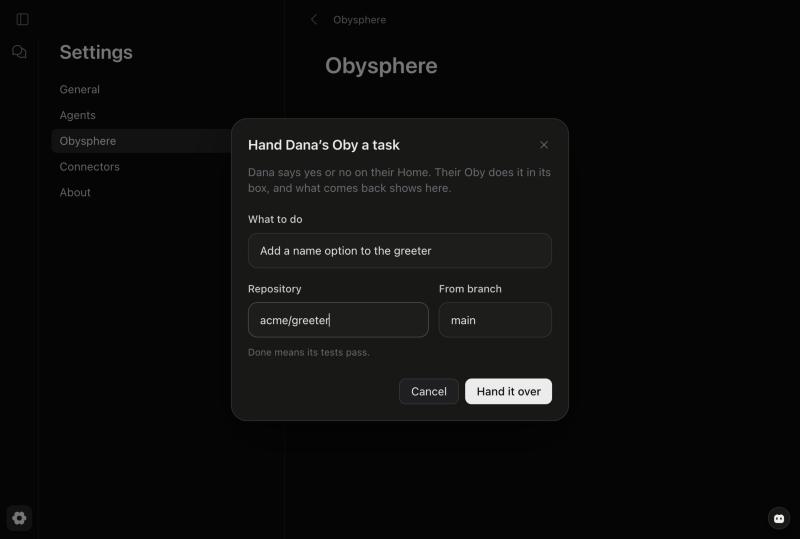 Obysphere
Settings
Obysphere
General
Agents
Obysphere
Connectors
About
Hand Dana's Oby a task
Dana says yes or no on their Home. Their Oby does it in its
box, and what comes back shows here.
What to do
Add a name option to the greeter
Repository
From branch
acme/greeter
main
Done means its tests pass.
Cancel
Hand it over